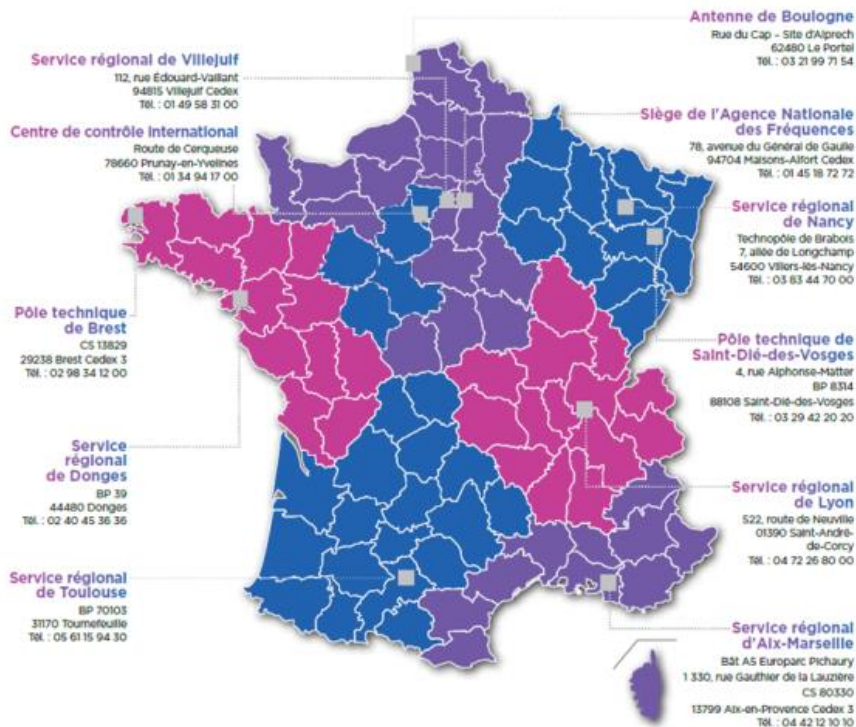 Antenne de Boulogne
Rue du Cap – Site d'Alprech
62480 Le Portel
Tél. : 03 21 99 71 54
Service régional de Villejuif
112, rue Édouard-Vaillant
94815 Villejuif Cedex
Tél. : 01 49 58 31 00
Siège de l'Agence Nationale
des Fréquences
78, avenue du Général de Gaulle
94704 Maisons-Alfort Cedex
Tél. : 01 45 18 72 72
Centre de contrôle international
Route de Cerqueuse
78660 Prunay-en-Yvelines
Tél. : 01 34 94 17 00
Service régional
de Nancy
Technopôle de Brabois
7, allée de Longchamp
54600 Villers-lès-Nancy
Tél. : 03 83 44 70 00
Pôle technique
de Brest
CS 13829
29238 Brest Cedex 3
Tél. : 02 98 34 12 00
Pôle technique de
Saint-Dié-des-Vosges
4, rue Alphonse-Matter
BP 8314
88108 Saint-Dié-des-Vosges
Tél. : 03 29 42 20 20
Service
régional
de Donges
BP 39
44480 Donges
Tél. : 02 40 45 36 36
Service régional
de Lyon
522, route de Neuville
01390 Saint-André-
de-Corcy
Tél. : 04 72 26 80 00
Service régional
de Toulouse
BP 70103
31170 Tournefeuille
Tél. : 05 61 15 94 30
Service régional
d'Aix-Marseille
Bât A5 Europarc Pichaury
1 330, rue Gauthier de la Lauzière
CS 80330
13799 Aix-en-Provence Cedex 3
Tél. : 04 42 12 10 10